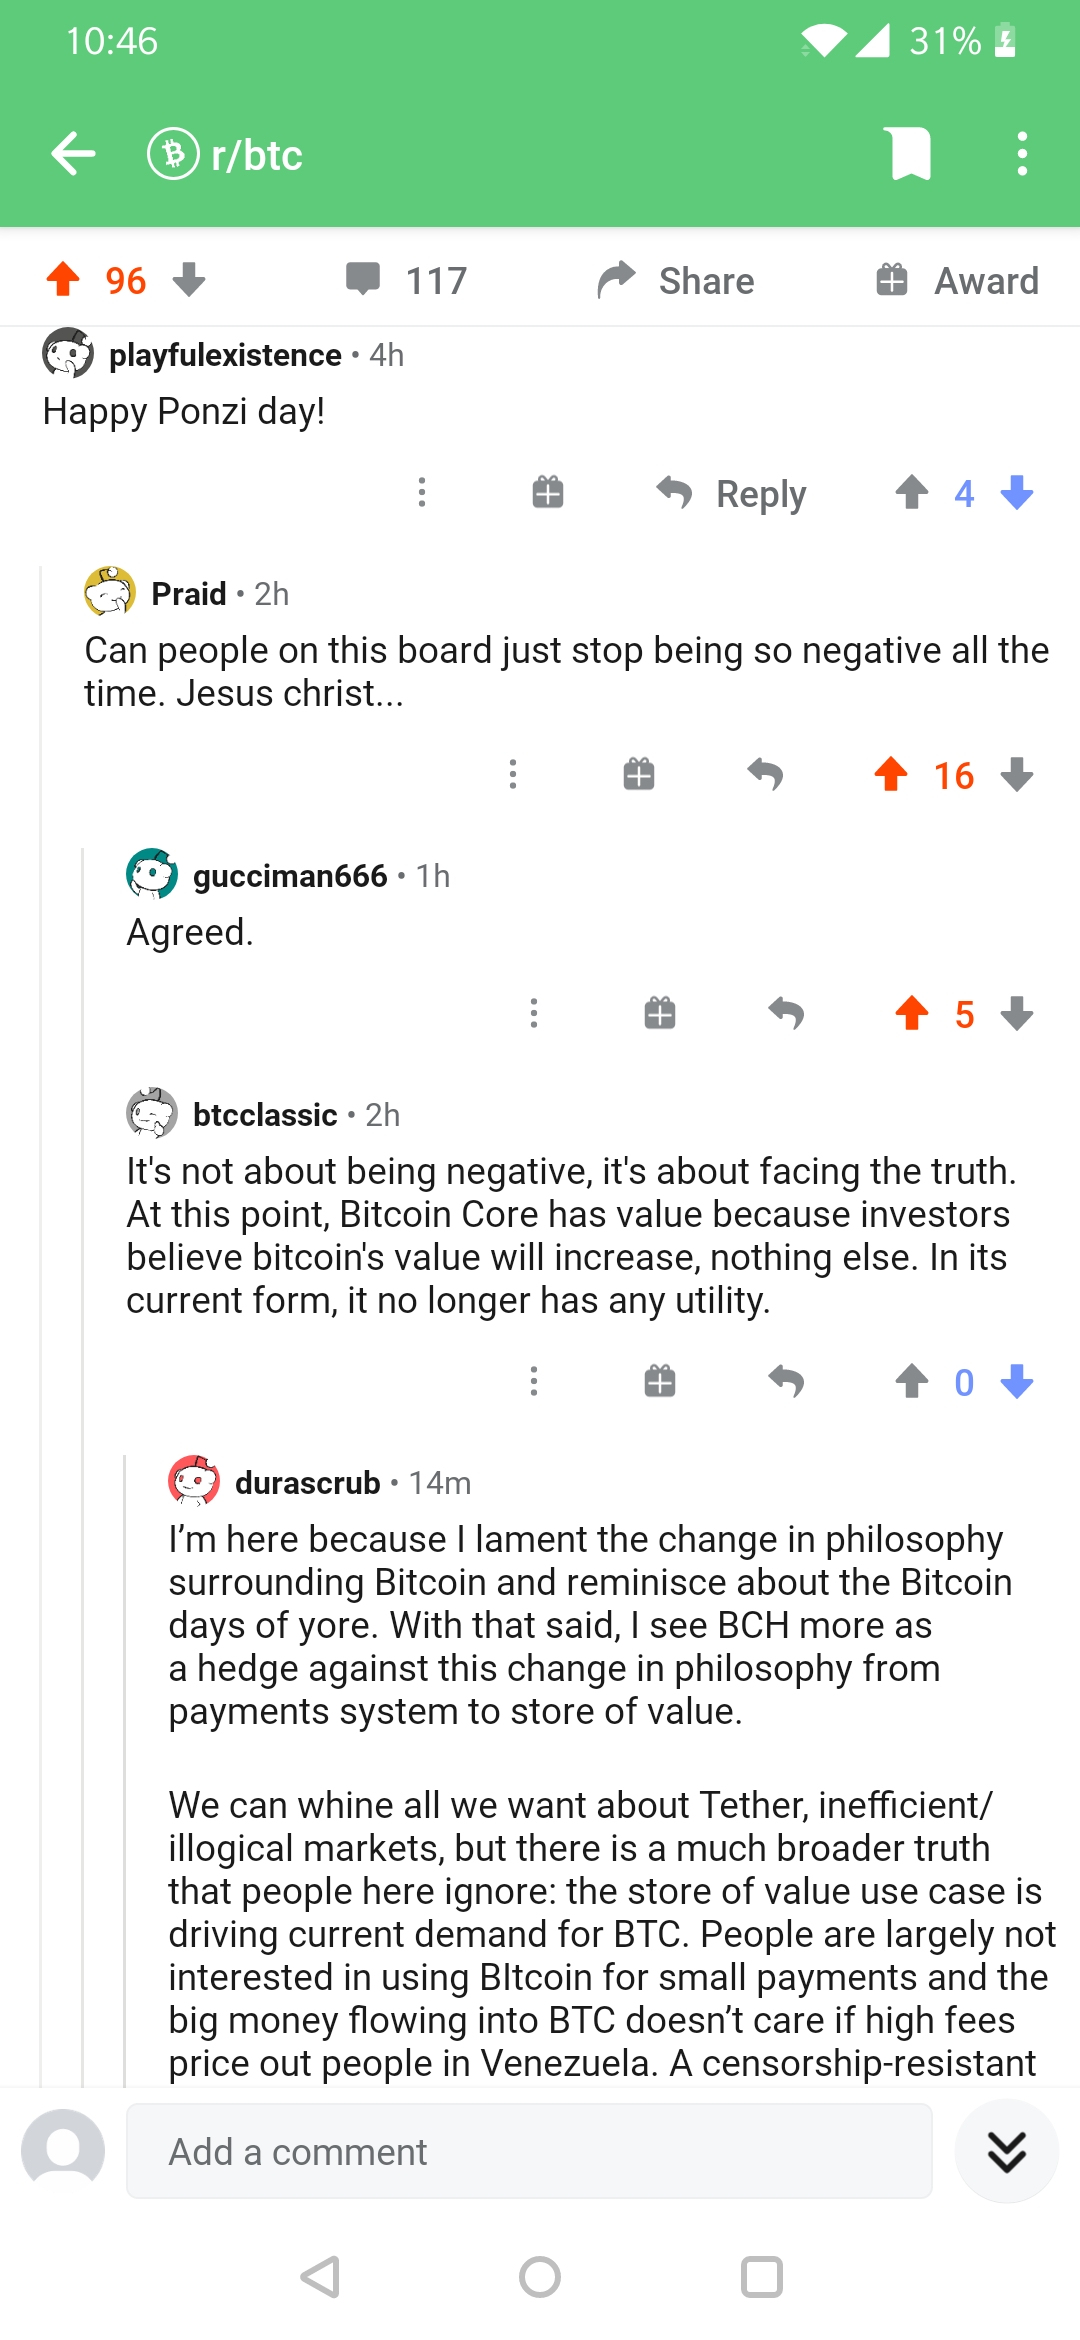 10:46
31%
r/btc
96
117
Share
Award
playfulexistence • 4h
Happy Ponzi day!
Reply
4
Praid • 2h
Can people on this board just stop being so negative all the
time. Jesus christ...
16
gucciman666 • 1h
Agreed.
5
btcclassic • 2h
It's not about being negative, it's about facing the truth.
At this point, Bitcoin Core has value because investors
believe bitcoin's value will increase, nothing else. In its
current form, it no longer has any utility.
0
durascrub • 14m
I’m here because I lament the change in philosophy
surrounding Bitcoin and reminisce about the Bitcoin
days of yore. With that said, I see BCH more as
a hedge against this change in philosophy from
payments system to store of value.
We can whine all we want about Tether, inefficient/
illogical markets, but there is a much broader truth
that people here ignore: the store of value use case is
driving current demand for BTC. People are largely not
interested in using BItcoin for small payments and the
big money flowing into BTC doesn’t care if high fees
price out people in Venezuela. A censorship-resistant
Add a comment